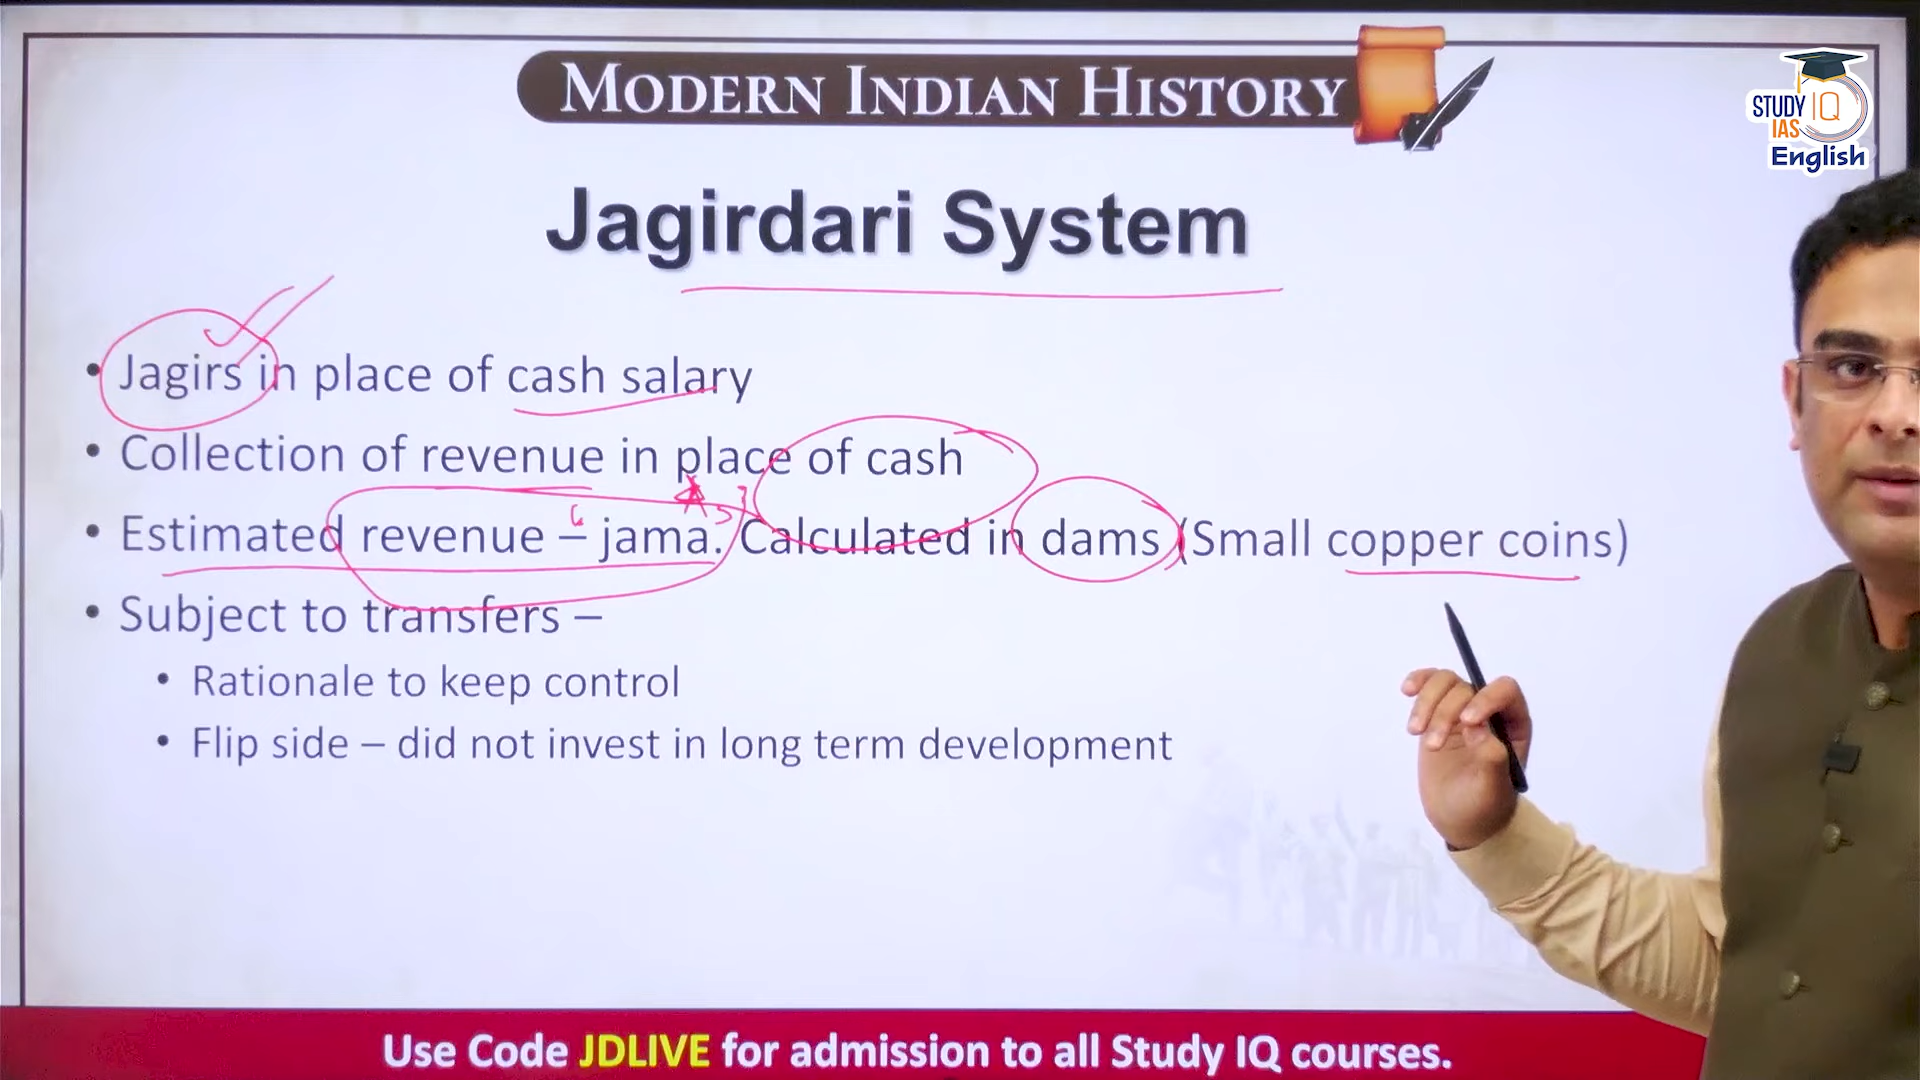 MODERN INDIAN HISTORY
STUDY IQ
IAS
English
Jagirdari System
• Jagirs in place of cash salary
• Collection of revenue in place of cash
• Estimated revenue – jama. Calculated in dams (Small copper coins)
• Subject to transfers –
• Rationale to keep control
• Flip side – did not invest in long term development
Use Code JDLIVE for admission to all Study IQ courses.